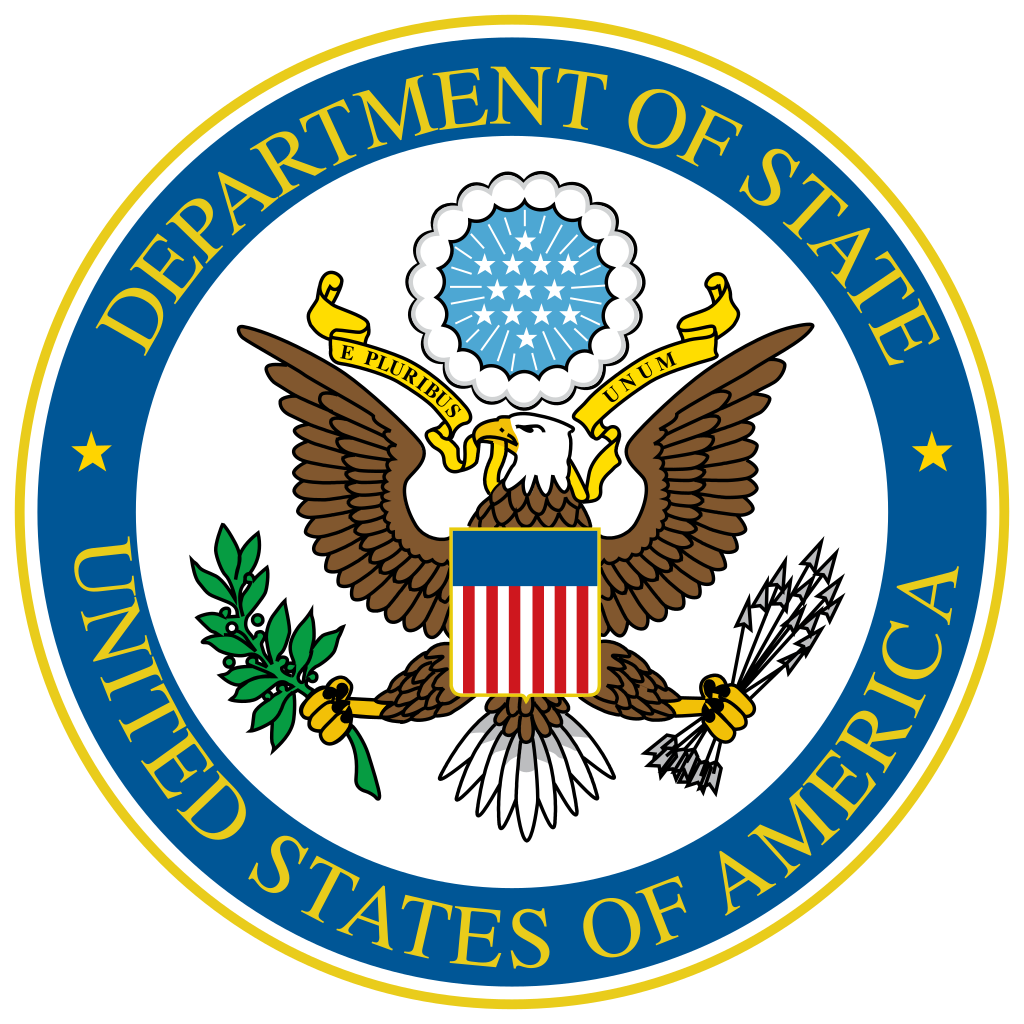 DEPARTMENT OF STATE
E PLURIBUS UNUM
UNITED STATES OF AMERICA